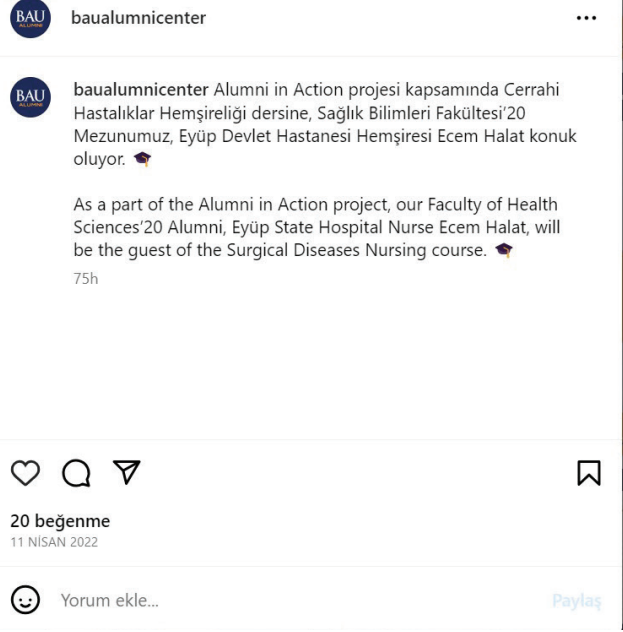 BAU
ALUMNI
baualumnicenter
BAU
ALUMNI
baualumnicenter Alumni in Action projesi kapsamında Cerrahi
Hastalıklar Hemşireliği dersine, Sağlık Bilimleri Fakültesi'20
Mezunumuz, Eyüp Devlet Hastanesi Hemşiresi Ecem Halat konuk
oluyor. 🎓
As a part of the Alumni in Action project, our Faculty of Health
Sciences'20 Alumni, Eyüp State Hospital Nurse Ecem Halat, will
be the guest of the Surgical Diseases Nursing course. 🎓
75h
20 beğenme
11 NİSAN 2022
Yorum ekle...
Paylaş